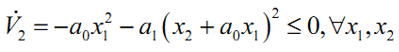 V̇₂ = −a₀x₁² − a₁(x₂ + a₀x₁)² ≤ 0, ∀x₁, x₂